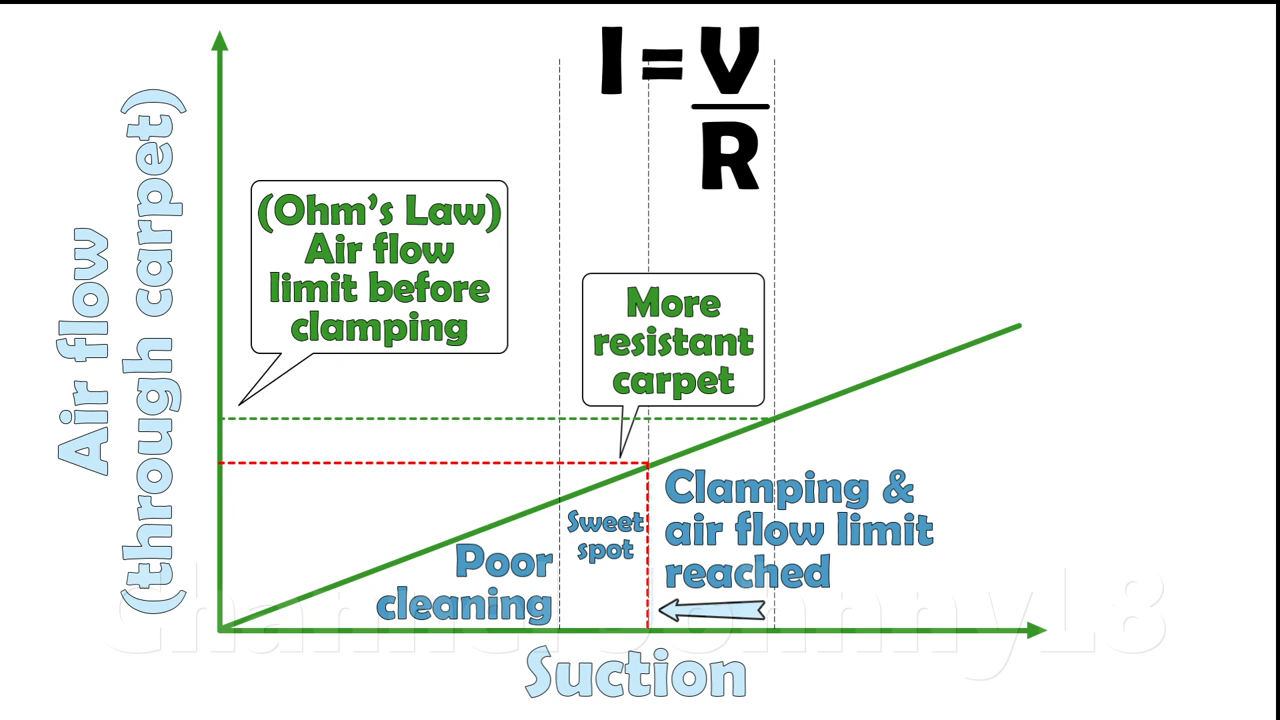 I = V
R
(Ohm's Law)
Air flow
limit before
clamping
More
resistant
carpet
Air flow
(through carpet)
Clamping &
air flow limit
reached
Sweet
spot
Poor
cleaning
Suction